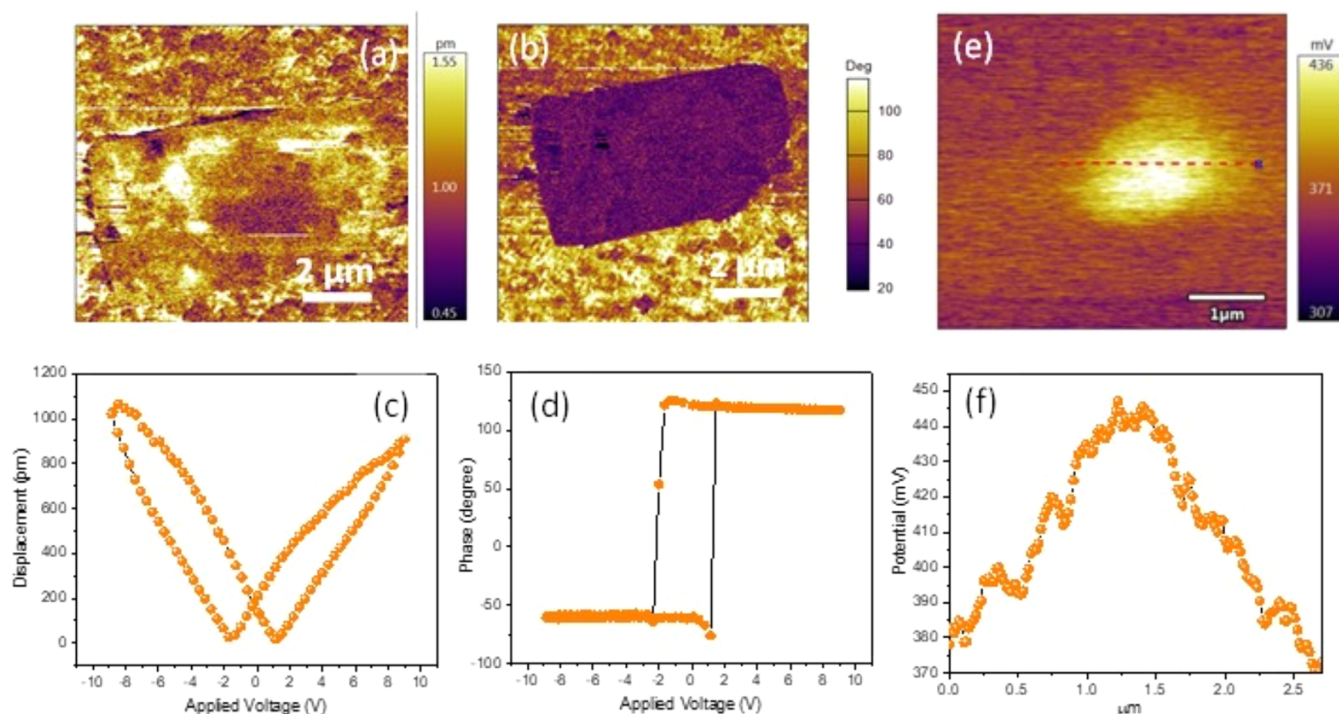 (a)
pm
1.55
1.00
0.45
2 µm
(b)
Deg
100
80
60
40
20
2 µm
(e)
mV
436
371
307
1µm
(c)
Displacement (pm)
1200
1000
800
600
400
200
0
-10 -8 -6 -4 -2 0 2 4 6 8 10
Applied Voltage (V)
(d)
Phase (degree)
150
100
50
0
-50
-100
-10 -8 -6 -4 -2 0 2 4 6 8 10
Applied Voltage (V)
(f)
Potential (mV)
455
450
440
430
420
410
400
390
380
370
0.0 0.5 1.0 1.5 2.0 2.5
µm